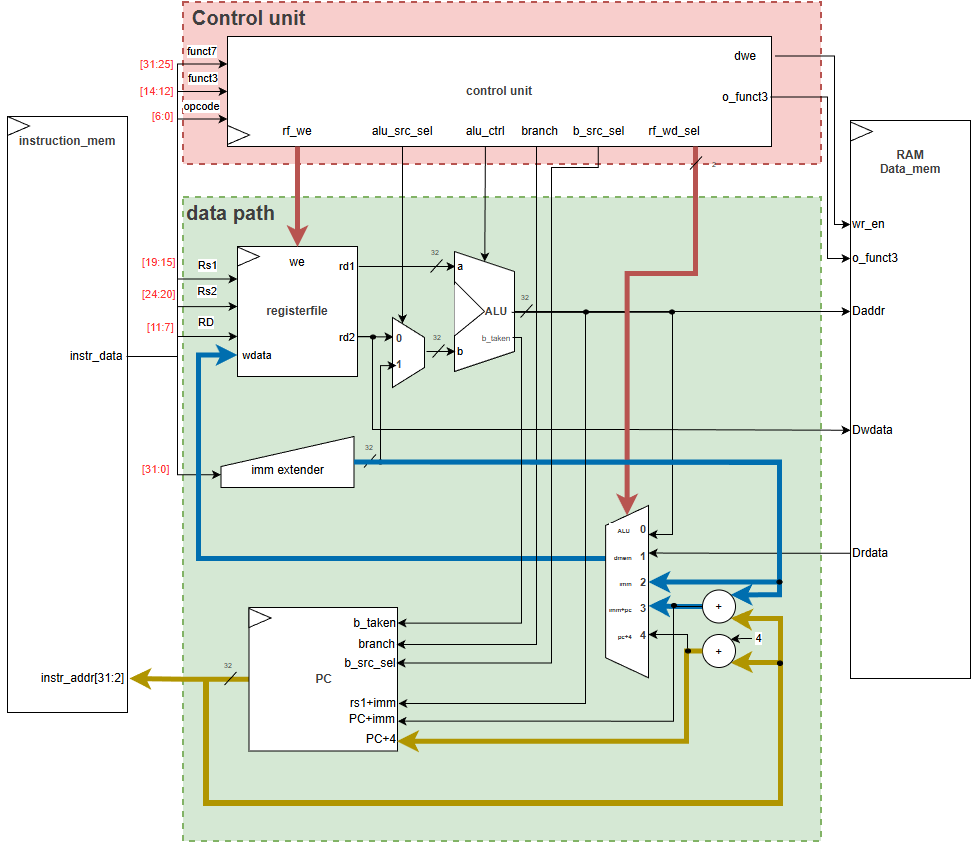 Control unit
funct7
[31:25]
funct3
[14:12]
opcode
[6:0]
control unit
dwe
o_funct3
rf_we
alu_src_sel
alu_ctrl
branch
b_src_sel
rf_wd_sel
2
instruction_mem
RAM
Data_mem
data path
wr_en
o_funct3
[19:15]
Rs1
[24:20]
Rs2
[11:7]
RD
we
registerfile
rd1
rd2
wdata
32
a
ALU
32
b_taken
b
0
1
32
Daddr
instr_data
Dwdata
[31:0]
imm extender
32
ALU
0
dmem
1
imm
2
imm+pc
3
pc+4
4
Drdata
+
+
4
b_taken
branch
b_src_sel
PC
rs1+imm
PC+imm
PC+4
32
instr_addr[31:2]